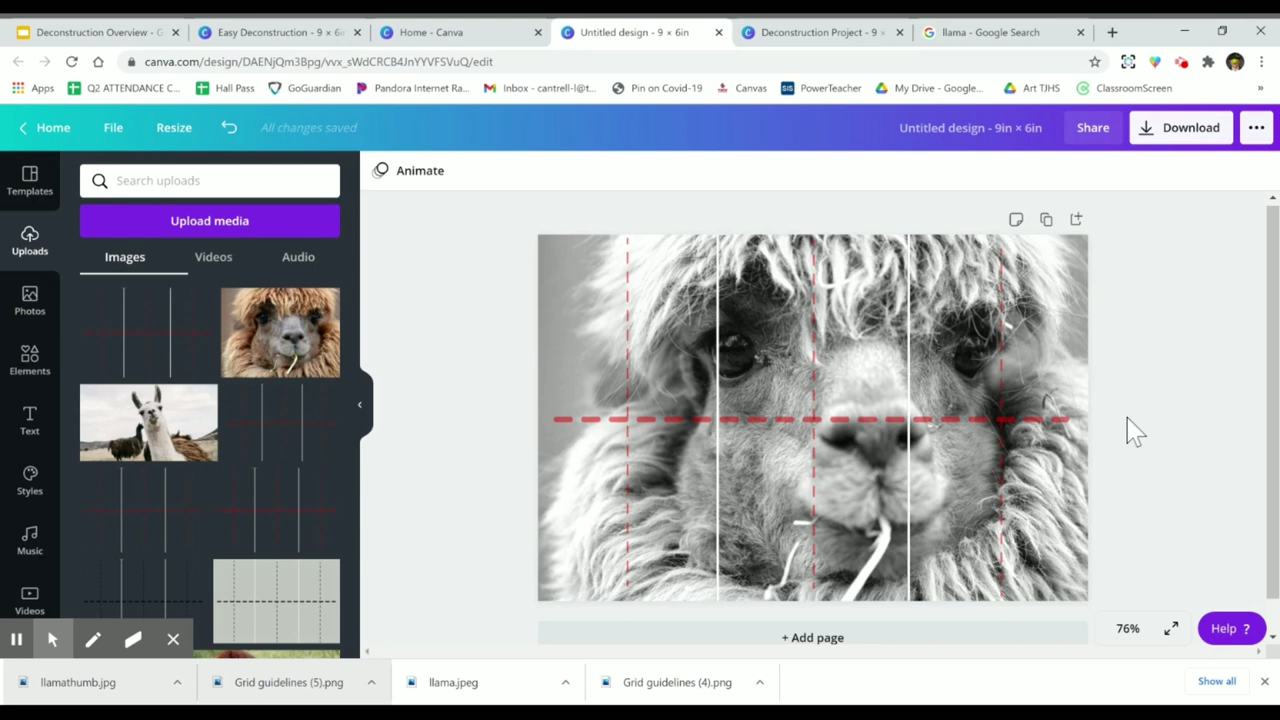 Deconstruction Overview - G
Easy Deconstruction - 9 × 6i
Home - Canva
Untitled design - 9 × 6in
Deconstruction Project - 9 ×
llama - Google Search
canva.com/design/DAENjQm3Bpg/vvx_sWdCRCB4JnYYVFSVuQ/edit
Apps
Q2 ATTENDANCE C...
Hall Pass
GoGuardian
Pandora Internet Ra...
Inbox - cantrell-l@t...
Pin on Covid-19
Canvas
SIS
PowerTeacher
My Drive - Google...
Art TJHS
ClassroomScreen
»
Home
File
Resize
All changes saved
Untitled design - 9in × 6in
Share
Download
Templates
Search uploads
Animate
Uploads
Upload media
Images
Videos
Audio
Photos
Elements
Text
Styles
Music
Videos
+ Add page
76%
Help ?
llamathumb.jpg
Grid guidelines (5).png
llama.jpeg
Grid guidelines (4).png
Show all